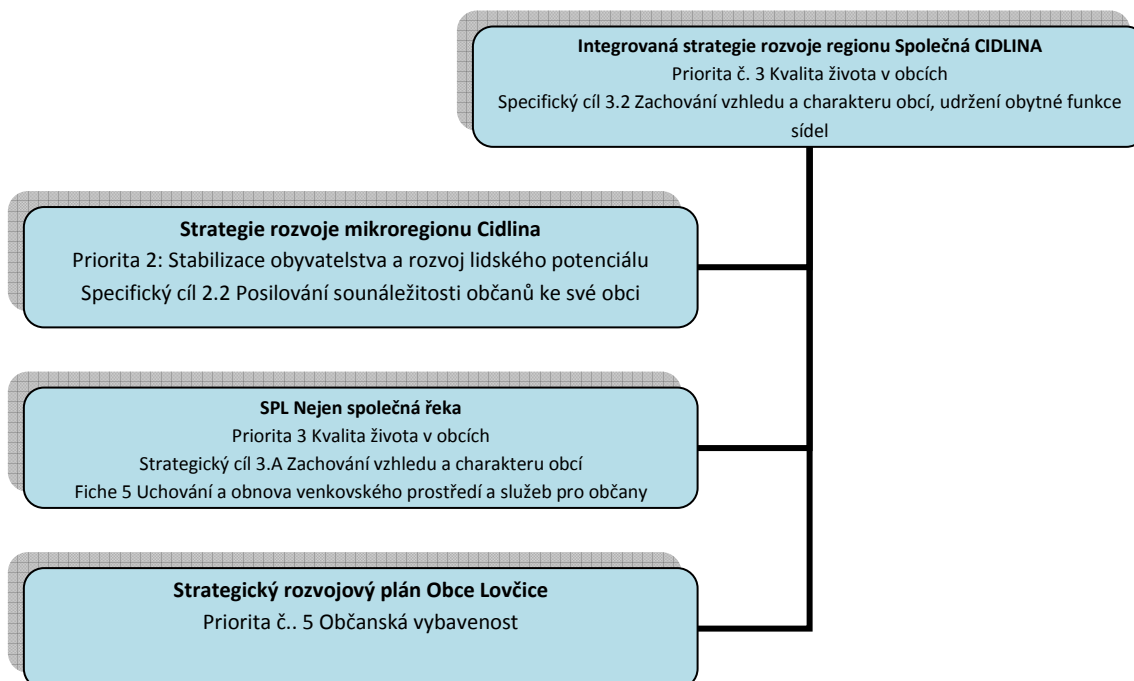 Integrovaná strategie rozvoje regionu Společná CIDLINA
Priorita č. 3 Kvalita života v obcích
Specifický cíl 3.2 Zachování vzhledu a charakteru obcí, udržení obytné funkce
sídel
Strategie rozvoje mikroregionu Cidlina
Priorita 2: Stabilizace obyvatelstva a rozvoj lidského potenciálu
Specifický cíl 2.2 Posilování sounáležitosti občanů ke své obci
SPL Nejen společná řeka
Priorita 3 Kvalita života v obcích
Strategický cíl 3.A Zachování vzhledu a charakteru obcí
Fiche 5 Uchování a obnova venkovského prostředí a služeb pro občany
Strategický rozvojový plán Obce Lovčice
Priorita č.. 5 Občanská vybavenost